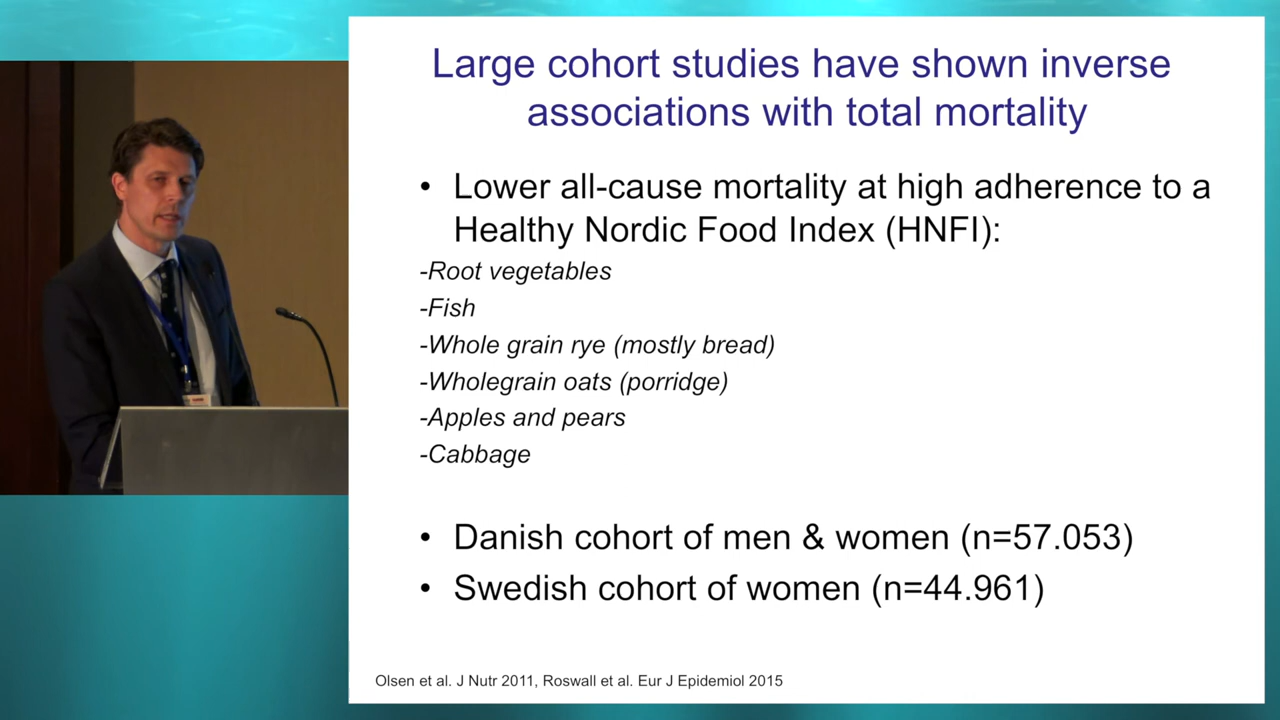 Large cohort studies have shown inverse
associations with total mortality
• Lower all-cause mortality at high adherence to a
Healthy Nordic Food Index (HNFI):
-Root vegetables
-Fish
-Whole grain rye (mostly bread)
-Wholegrain oats (porridge)
-Apples and pears
-Cabbage
• Danish cohort of men & women (n=57.053)
• Swedish cohort of women (n=44.961)
Olsen et al. J Nutr 2011, Roswall et al. Eur J Epidemiol 2015